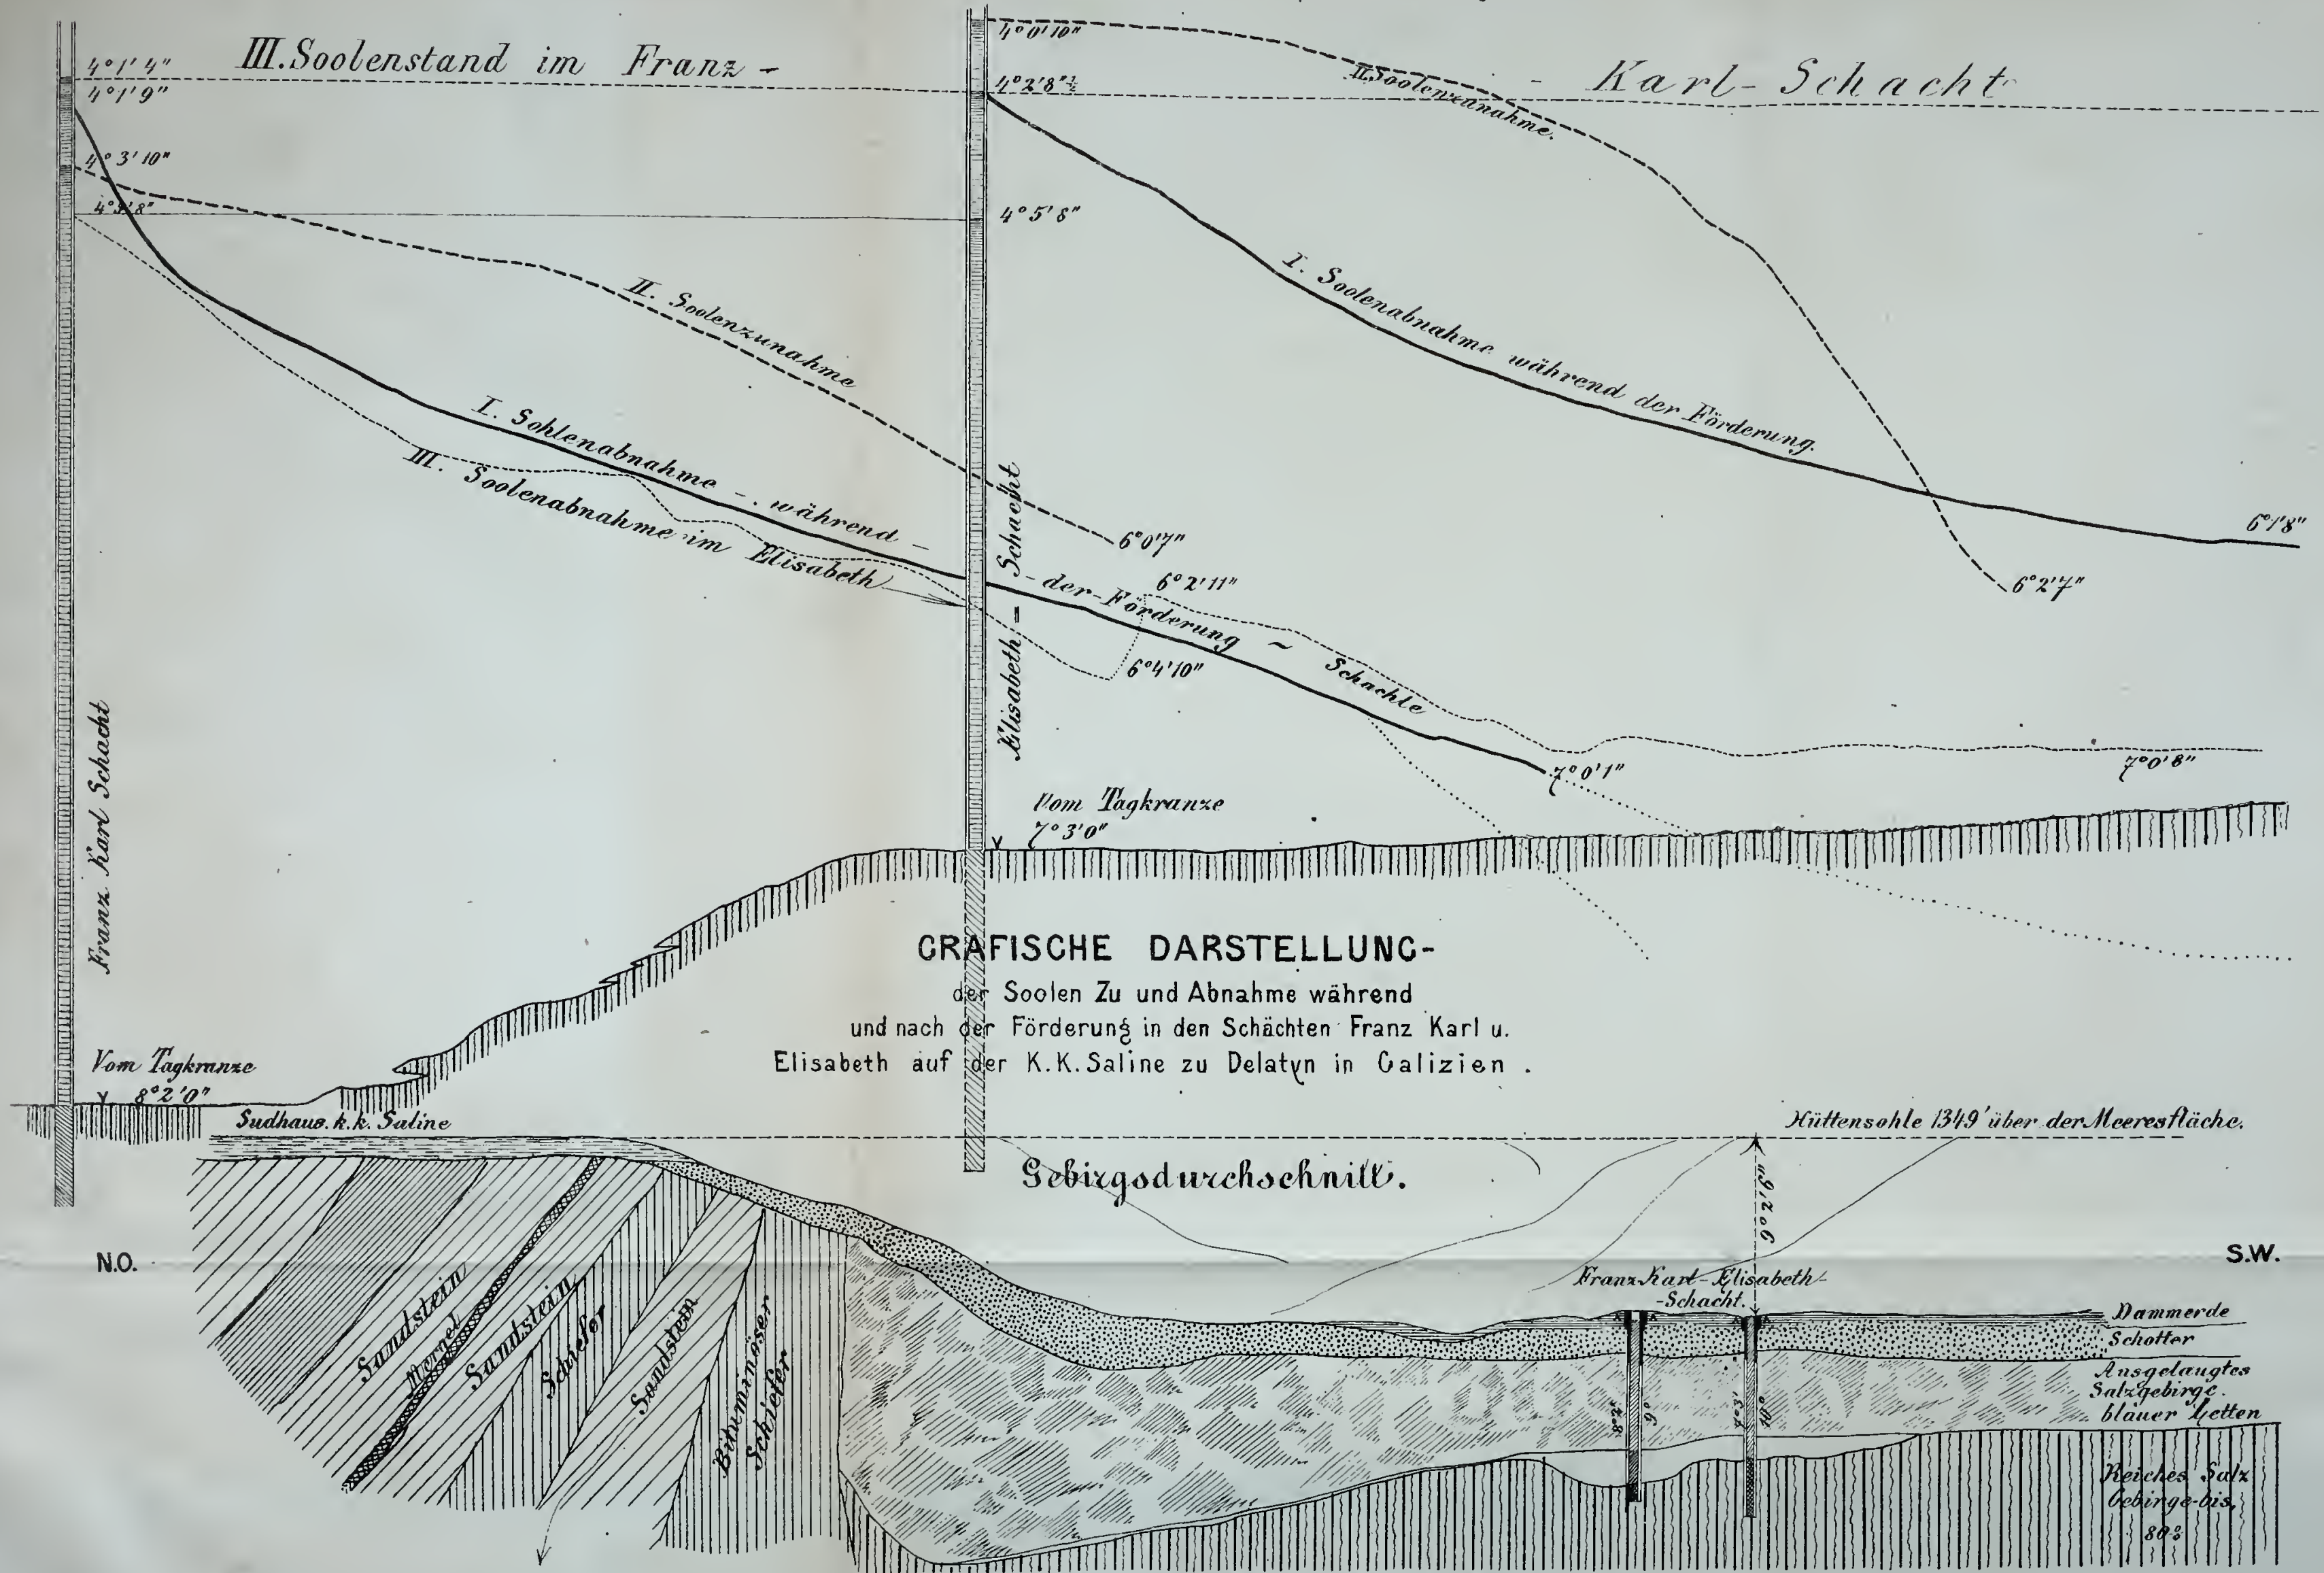 III. Soolenstand im Franz - - Karl - Schacht
4° 1' 4"
4° 1' 9"
4° 3' 10"
4° 5' 8"
4° 0' 10"
4° 2' 8" ½
4° 5' 8"
II. Soolenzunahme.
II. Soolenzunahme
I. Soolenabnahme während der Förderung.
I. Sohlenabnahme - . während - - der - Förderung ~
III. Soolenabnahme im Elisabeth Schachte
6° 1' 8"
6° 2' 7"
6° 0' 7"
6° 2' 11"
6° 4' 10"
7° 0' 1"
7° 0' 8"
Franz Karl Schacht
Elisabeth = Schacht
Vom Tagkranze
7° 3' 0"
GRAFISCHE DARSTELLUNG-
der Soolen Zu und Abnahme während
und nach der Förderung in den Schächten Franz Karl u.
Elisabeth auf der K. K. Saline zu Delatyn in Galizien .
Vom Tagkranze
8° 2' 0"
Sudhaus. k.k. Saline
Hüttensohle 1349' über der Meeresfläche.
Gebirgsdurchschnitt.
9° 2' 6"
N.O.
S.W.
Franz Karl - Elisabeth -
- Schacht.
Sandstein
Mergel
Sandstein
Schiefer
Sandstein
Bituminöser
Schiefer
Dammerde
Schotter
Ausgelaugtes
Salzgebirge.
blauer Letten
Reiches Salz
Gebirge bis,